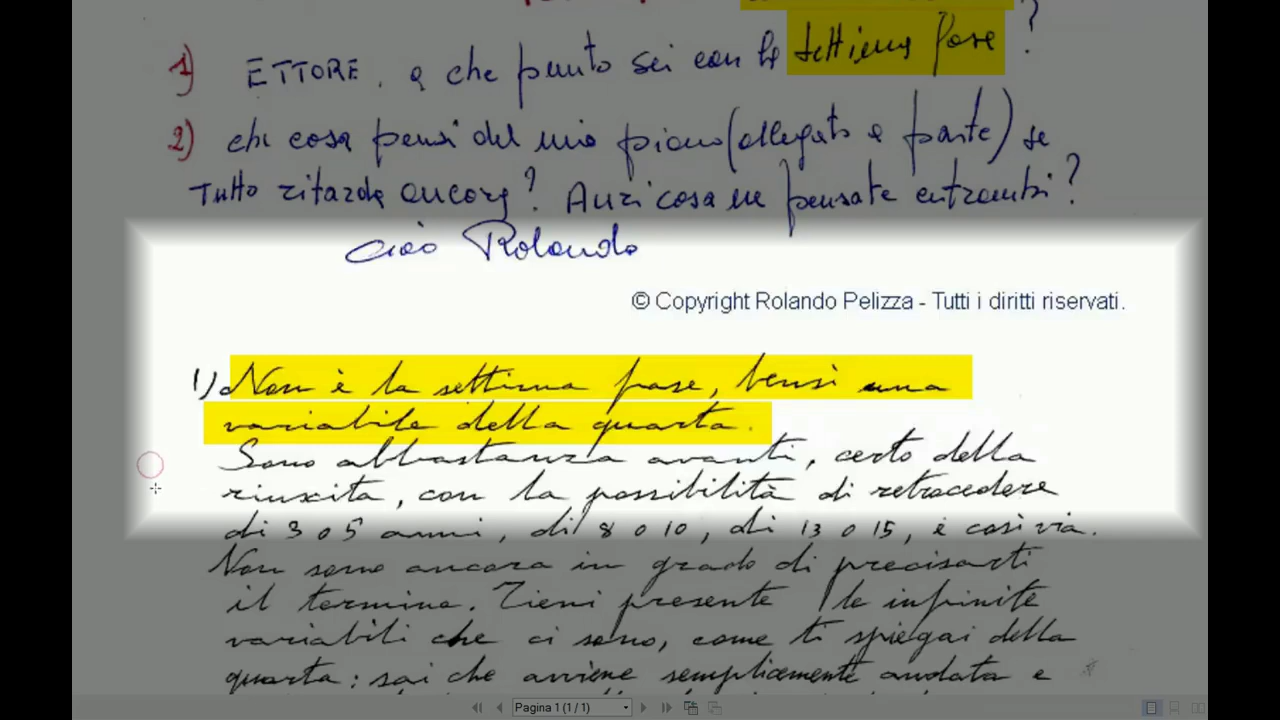 ?
1) ETTORE, a che punto sei con la settima fase ?
2) che cosa pensi del mio piano (allegato a parte) se
Tutto ritarda ancora? Anzi cosa ne pensate entrambi?
Ciao Rolando
© Copyright Rolando Pelizza - Tutti i diritti riservati.
1) Non è la settima fase, bensì una
variabile della quarta.
Sono abbastanza avanti, certo della
riuscita, con la possibilità di retrocedere
di 3 o 5 anni, di 8 o 10, di 13 o 15, e così via.
Non sono ancora in grado di precisarti
il termine. Tieni presente le infinite
variabili che ci sono, come ti spiegai della
quarta: sai che avviene semplicemente andata e
Pagina 1 (1 / 1)